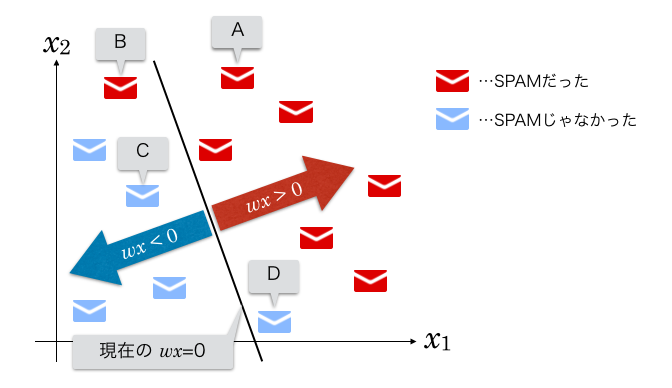 x₂
B
A
…SPAMだった
…SPAMじゃなかった
C
wx > 0
wx < 0
D
現在の wx=0
x₁